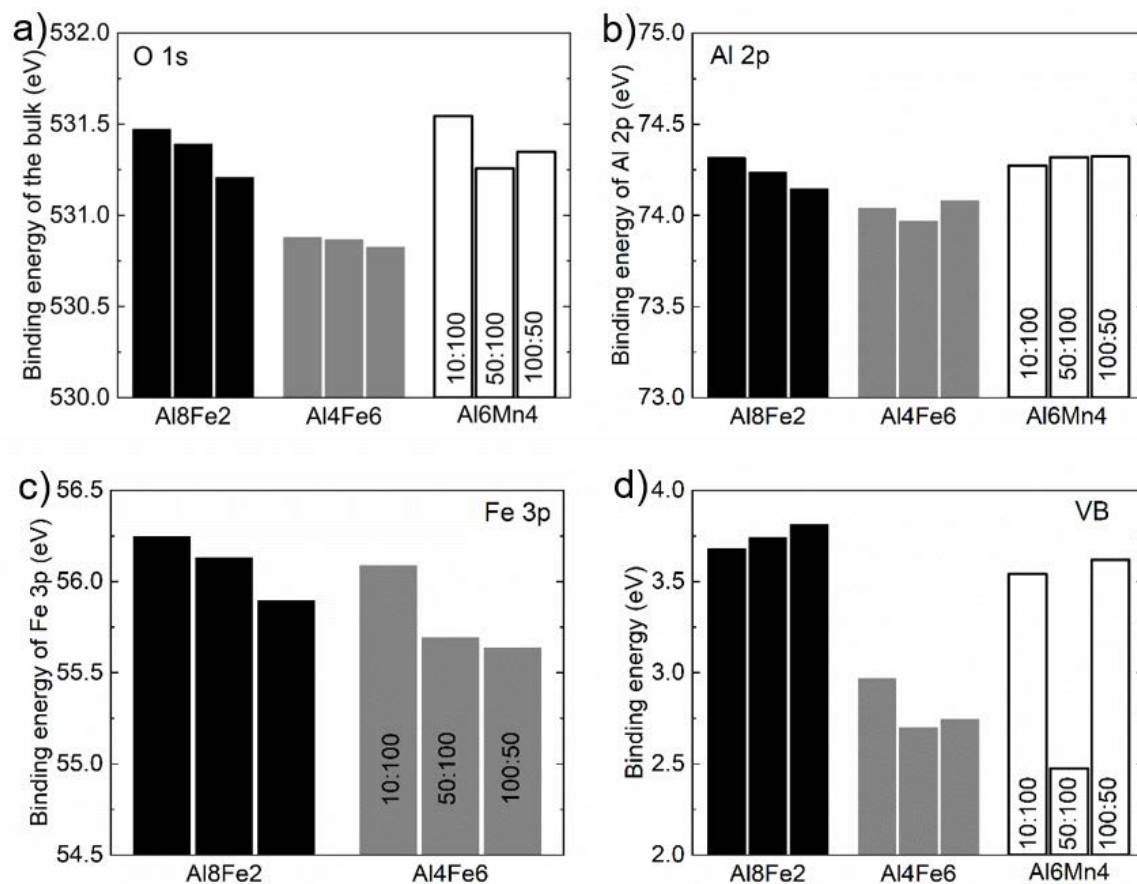 a)
O 1s
Binding energy of the bulk (eV)
532.0
531.5
531.0
530.5
530.0
10:100
50:100
100:50
Al8Fe2
Al4Fe6
Al6Mn4
b)
Al 2p
Binding energy of Al 2p (eV)
75.0
74.5
74.0
73.5
73.0
10:100
50:100
100:50
Al8Fe2
Al4Fe6
Al6Mn4
c)
Fe 3p
Binding energy of Fe 3p (eV)
56.5
56.0
55.5
55.0
54.5
10:100
50:100
100:50
Al8Fe2
Al4Fe6
d)
VB
Binding energy (eV)
4.0
3.5
3.0
2.5
2.0
10:100
50:100
100:50
Al8Fe2
Al4Fe6
Al6Mn4